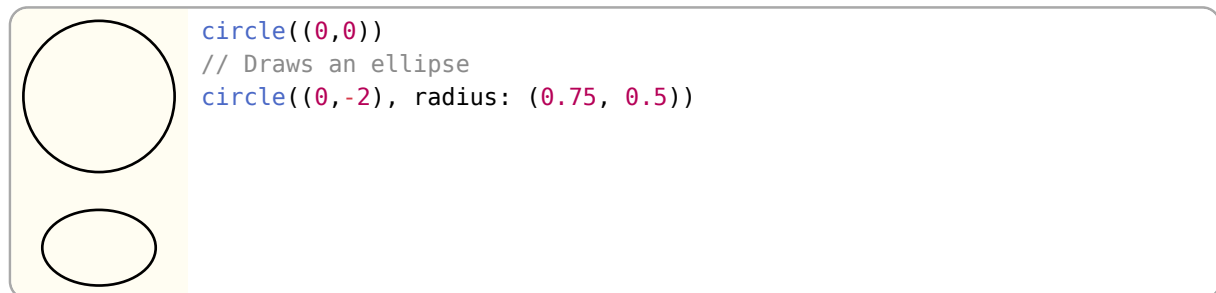 circle((0,0))
// Draws an ellipse
circle((0,-2), radius: (0.75, 0.5))